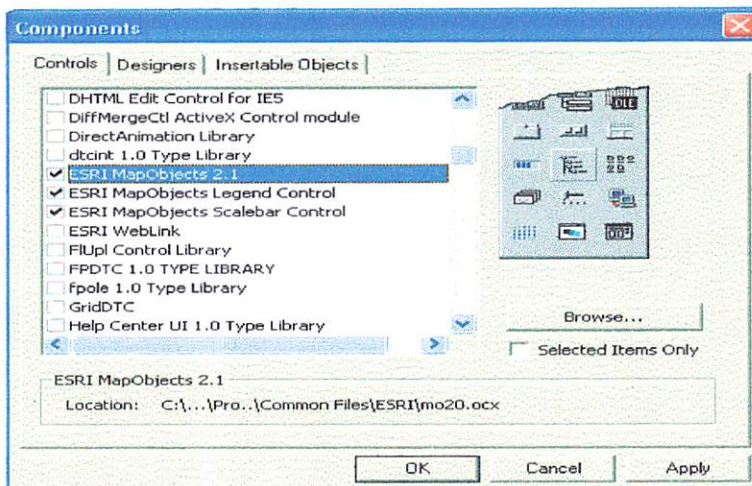 Components
Controls
Designers
Insertable Objects
DHTML Edit Control for IE5
DiffMergeCtl ActiveX Control module
DirectAnimation Library
dtcint 1.0 Type Library
ESRI MapObjects 2.1
ESRI MapObjects Legend Control
ESRI MapObjects Scalebar Control
ESRI WebLink
FlUpl Control Library
FPDTC 1.0 TYPE LIBRARY
fpole 1.0 Type Library
GridDTC
Help Center UI 1.0 Type Library
OLE
Browse...
Selected Items Only
ESRI MapObjects 2.1
Location: C:\...\Pro..\Common Files\ESRI\mo20.ocx
OK
Cancel
Apply